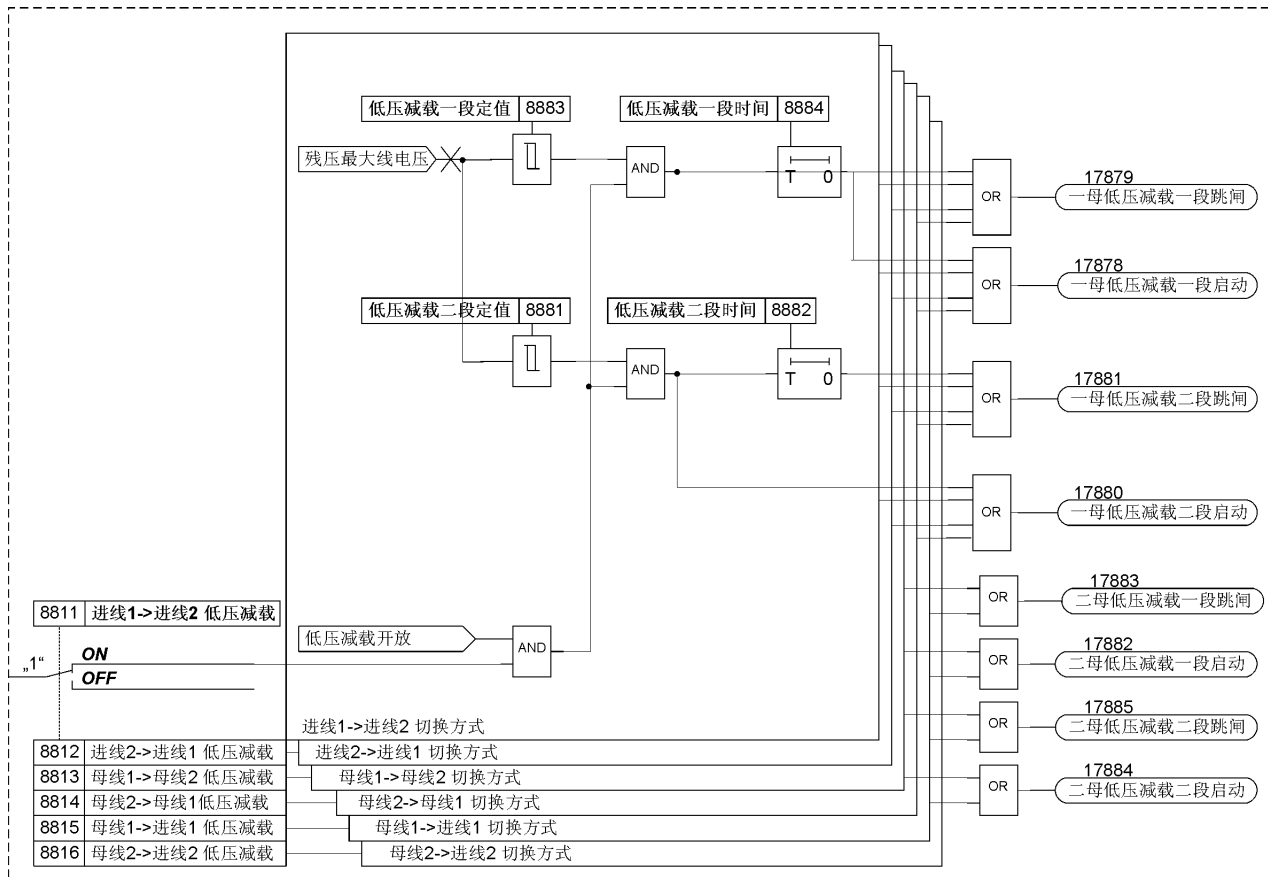 低压减载一段定值 8883
低压减载一段时间 8884
残压最大线电压
AND
T 0
OR
17879
一母低压减载一段跳闸
OR
17878
一母低压减载一段启动
低压减载二段定值 8881
低压减载二段时间 8882
AND
T 0
OR
17881
一母低压减载二段跳闸
OR
17880
一母低压减载二段启动
OR
17883
二母低压减载一段跳闸
8811 进线1->进线2 低压减载
低压减载开放
AND
OR
17882
二母低压减载一段启动
„1“
ON
OFF
OR
17885
二母低压减载二段跳闸
进线1->进线2 切换方式
8812 进线2->进线1 低压减载
进线2->进线1 切换方式
8813 母线1->母线2 低压减载
母线1->母线2 切换方式
OR
17884
二母低压减载二段启动
8814 母线2->母线1低压减载
母线2->母线1 切换方式
8815 母线1->进线1 低压减载
母线1->进线1 切换方式
8816 母线2->进线2 低压减载
母线2->进线2 切换方式